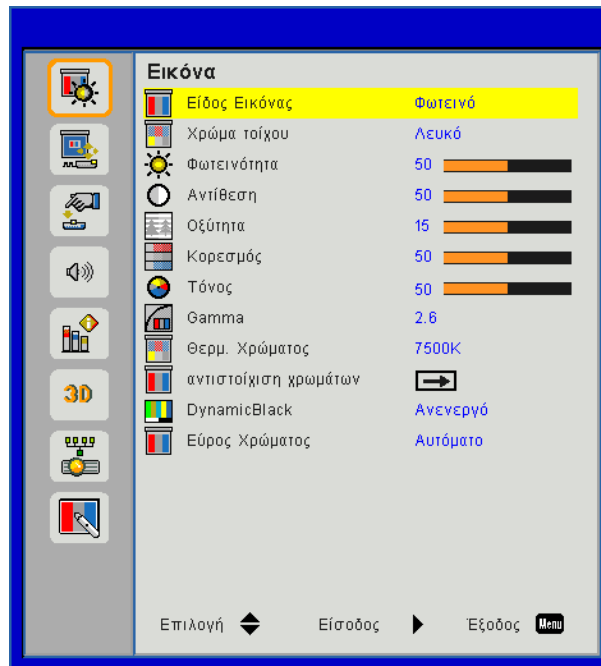 Εικόνα
Είδος Εικόνας Φωτεινό
Χρώμα τοίχου Λευκό
Φωτεινότητα 50
Αντίθεση 50
Οξύτητα 15
Κορεσμός 50
Τόνος 50
Gamma 2.6
Θερμ. Χρώματος 7500K
αντιστοίχιση χρωμάτων
3D
DynamicBlack Ανενεργό
Εύρος Χρώματος Αυτόματο
Επιλογή Είσοδος Έξοδος Menu